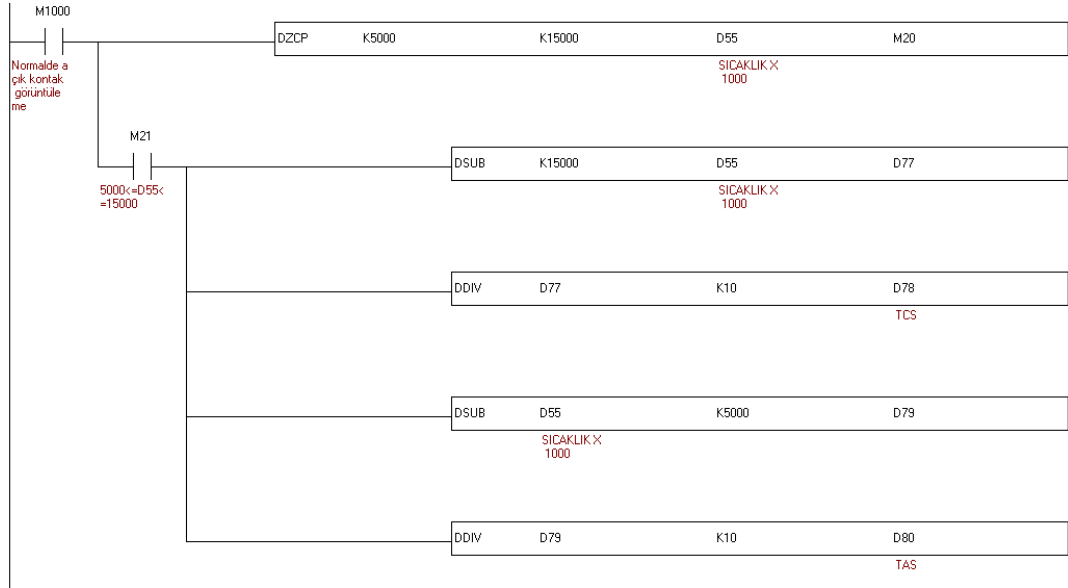 M1000
DZCP K5000 K15000 D55 M20
Normalde a
çık kontak
görüntüle
me
SICAKLIK X
1000
M21
DSUB K15000 D55 D77
5000<=D55<
=15000
SICAKLIK X
1000
DDIV D77 K10 D78
TCS
DSUB D55 K5000 D79
SICAKLIK X
1000
DDIV D79 K10 D80
TAS